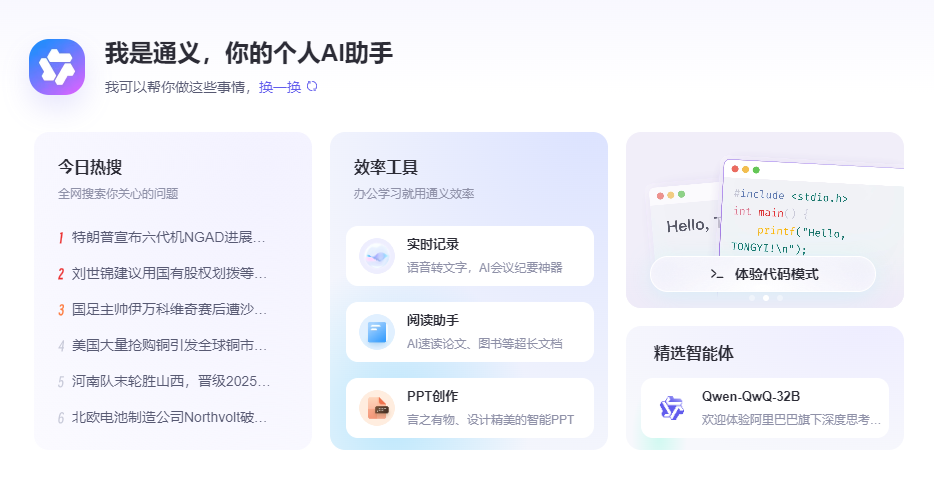 我是通义，你的个人AI助手
我可以帮你做这些事情，换一换
今日热搜
全网搜索你关心的问题
1 特朗普宣布六代机NGAD进展...
2 刘世锦建议用国有股权划拨等...
3 国足主帅伊万科维奇赛后遭沙...
4 美国大量抢购铜引发全球铜市...
5 河南队末轮胜山西，晋级2025...
6 北欧电池制造公司Northvolt破...
效率工具
办公学习就用通义效率
实时记录
语音转文字，AI会议纪要神器
阅读助手
AI速读论文、图书等超长文档
PPT创作
言之有物、设计精美的智能PPT
Hello, T
#include <stdio.h>
int main() {
printf("Hello,
TONGYI!\n");
>_ 体验代码模式
精选智能体
Qwen-QwQ-32B
欢迎体验阿里巴巴旗下深度思考...